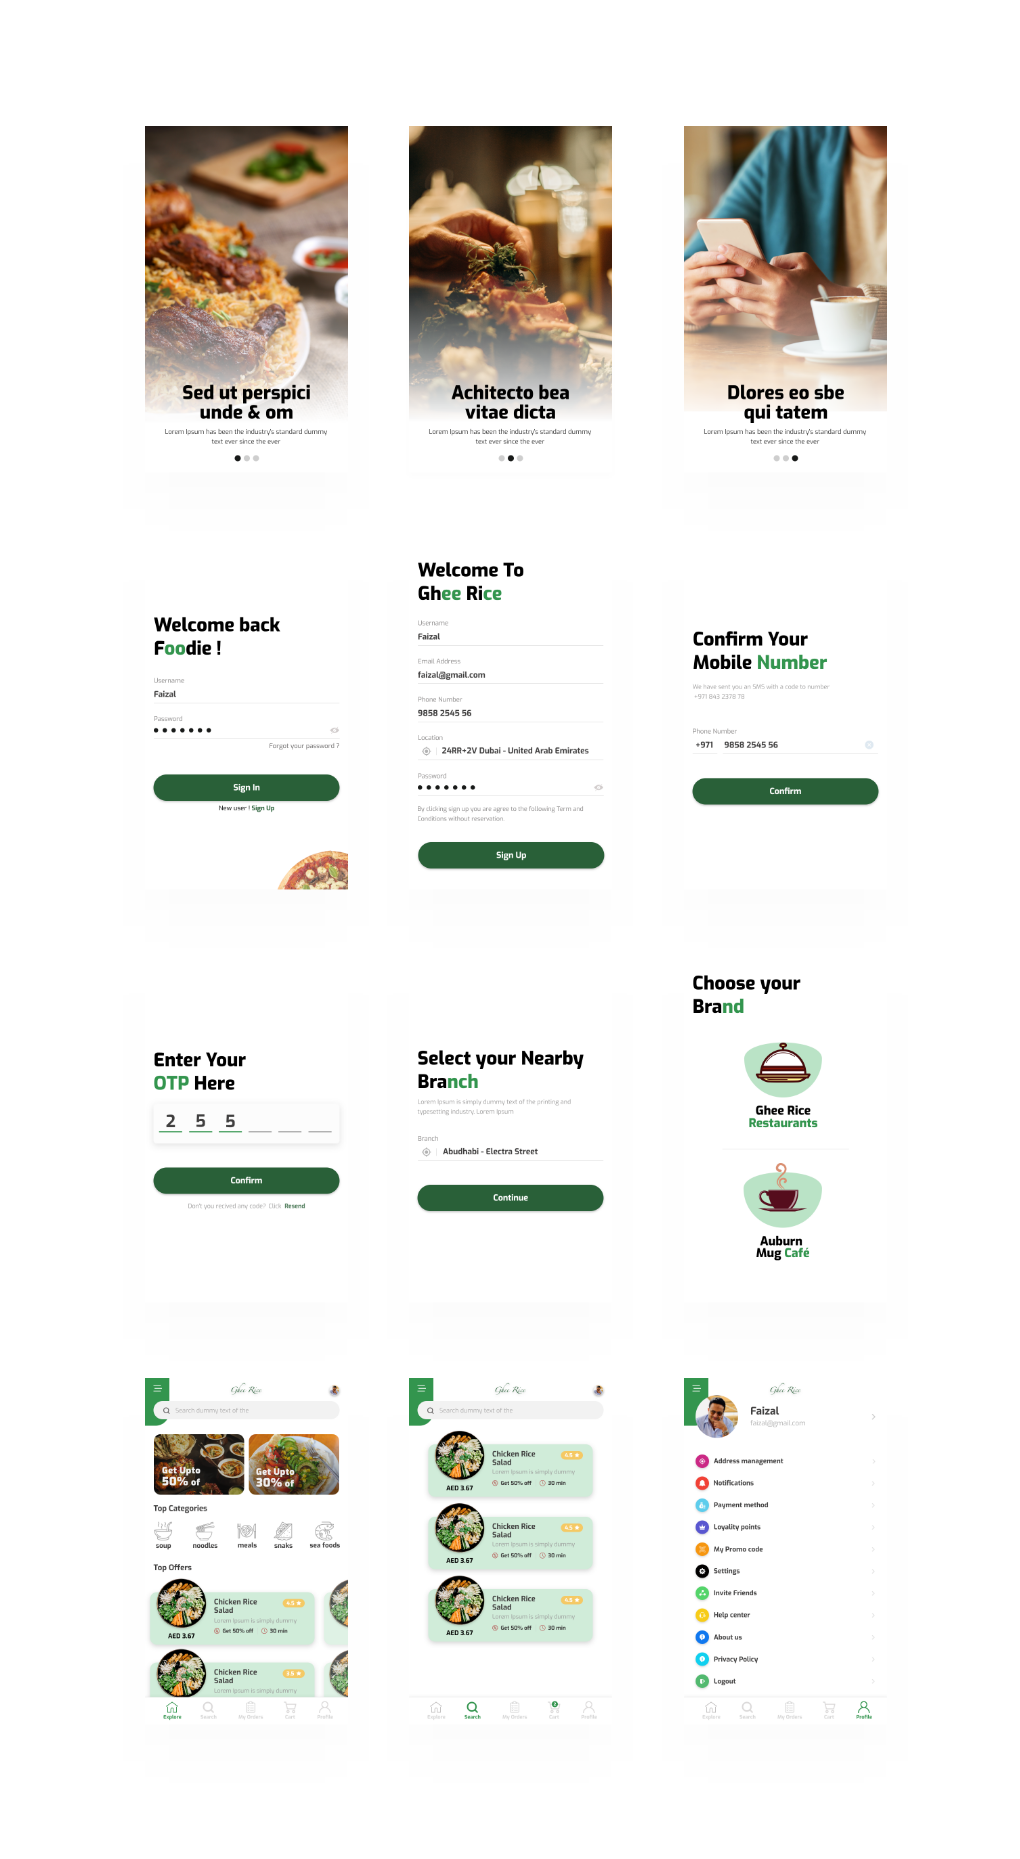 Sed ut perspici
unde & om
Lorem Ipsum has been the industry's standard dummy
text ever since the ever
Achitecto bea
vitae dicta
Lorem Ipsum has been the industry's standard dummy
text ever since the ever
Dlores eo sbe
qui tatem
Lorem Ipsum has been the industry's standard dummy
text ever since the ever
Welcome back
Foodie !
Username
Faizal
Password
Forgot your password ?
Sign In
New user ! Sign Up
Welcome To
Ghee Rice
Username
Faizal
Email Address
faizal@gmail.com
Phone Number
9858 2545 56
Location
24RR+2V Dubai - United Arab Emirates
Password
By clicking sign up you are agree to the following Term and
Conditions without reservation
Sign Up
Confirm Your
Mobile Number
We have sent you an SMS with a code to number
+971 843 2378 78
Phone Number
+971 9858 2545 56
Confirm
Enter Your
OTP Here
2 5 5
Confirm
Don't you recived any code? Click Resend
Select your Nearby
Branch
Lorem Ipsum is simply dummy text of the printing and
typesetting industry. Lorem Ipsum
Branch
Abudhabi - Electra Street
Continue
Choose your
Brand
Ghee Rice
Restaurants
Auburn
Mug Café
Ghee Rice
Search dummy text of the
Get Upto
50% of
Get Upto
30% of
Top Categories
soup noodles meals snaks sea foods
Top Offers
Chicken Rice
Salad
4.5
Lorem Ipsum is simply dummy
AED 3.67
Get 50% off 30 min
Chicken Rice
Salad
3.5
Lorem Ipsum is simply dummy
Explore Search My Orders Cart Profile
Ghee Rice
Search dummy text of the
Chicken Rice
Salad
4.5
Lorem Ipsum is simply dummy
AED 3.67
Get 50% off 30 min
Chicken Rice
Salad
4.5
Lorem Ipsum is simply dummy
AED 3.67
Get 50% off 30 min
Chicken Rice
Salad
4.5
Lorem Ipsum is simply dummy
AED 3.67
Get 50% off 30 min
Explore Search My Orders Cart Profile
Ghee Rice
Faizal
faizal@gmail.com
Address management
Notifications
Payment method
Loyality points
My Promo code
Settings
Invite Friends
Help center
About us
Privacy Policy
Logout
Explore Search My Orders Cart Profile